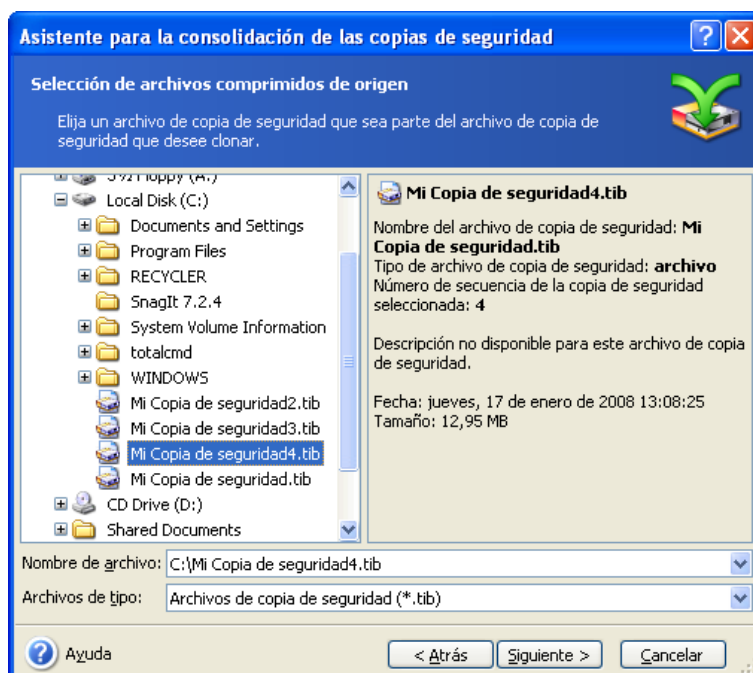 Asistente para la consolidación de las copias de seguridad
Selección de archivos comprimidos de origen
Elija un archivo de copia de seguridad que sea parte del archivo de copia de
seguridad que desee clonar.
3½ Floppy (A:)
Local Disk (C:)
Documents and Settings
Program Files
RECYCLER
SnagIt 7.2.4
System Volume Information
totalcmd
WINDOWS
Mi Copia de seguridad2.tib
Mi Copia de seguridad3.tib
Mi Copia de seguridad4.tib
Mi Copia de seguridad.tib
CD Drive (D:)
Shared Documents
Mi Copia de seguridad4.tib
Nombre del archivo de copia de seguridad: Mi
Copia de seguridad.tib
Tipo de archivo de copia de seguridad: archivo
Número de secuencia de la copia de seguridad
seleccionada: 4
Descripción no disponible para este archivo de copia
de seguridad.
Fecha: jueves, 17 de enero de 2008 13:08:25
Tamaño: 12,95 MB
Nombre de archivo: C:\Mi Copia de seguridad4.tib
Archivos de tipo: Archivos de copia de seguridad (*.tib)
Ayuda < Atrás Siguiente > Cancelar